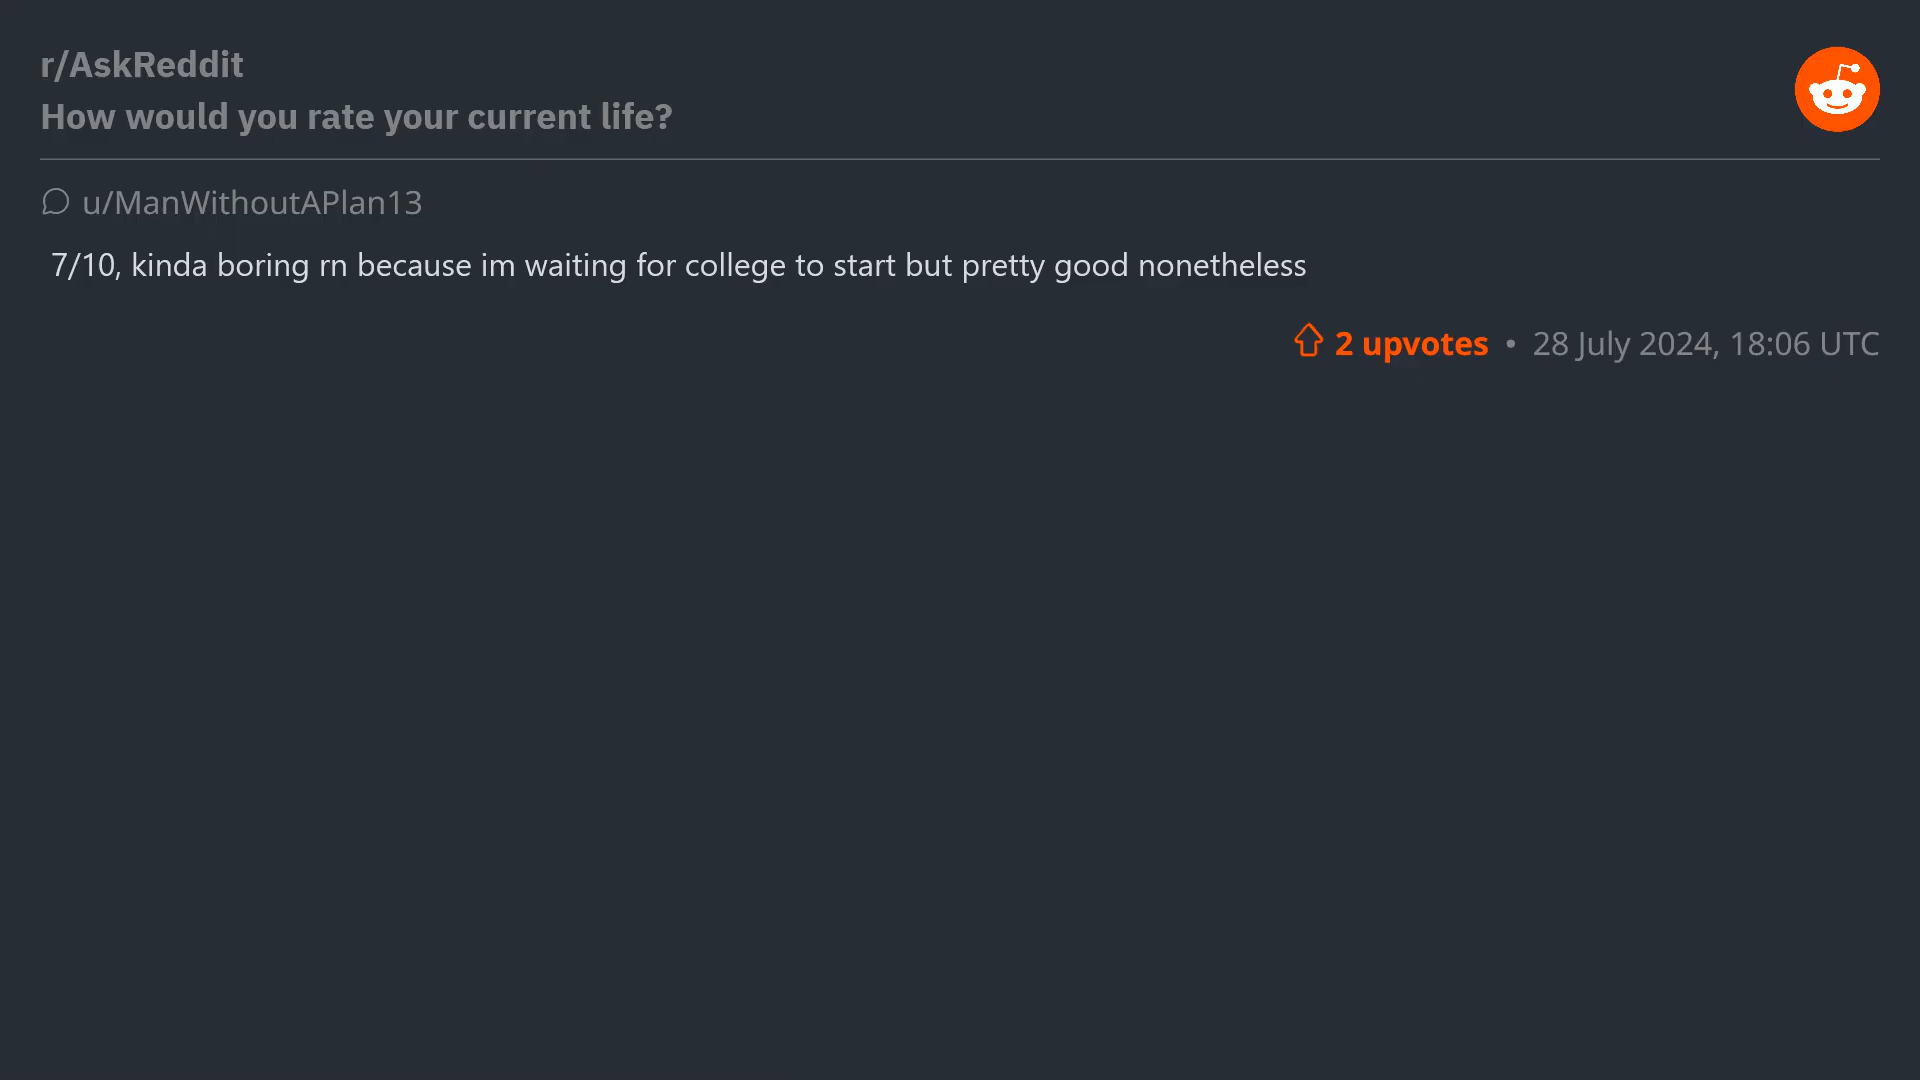 r/AskReddit
How would you rate your current life?
u/ManWithoutAPlan13
7/10, kinda boring rn because im waiting for college to start but pretty good nonetheless
2 upvotes • 28 July 2024, 18:06 UTC